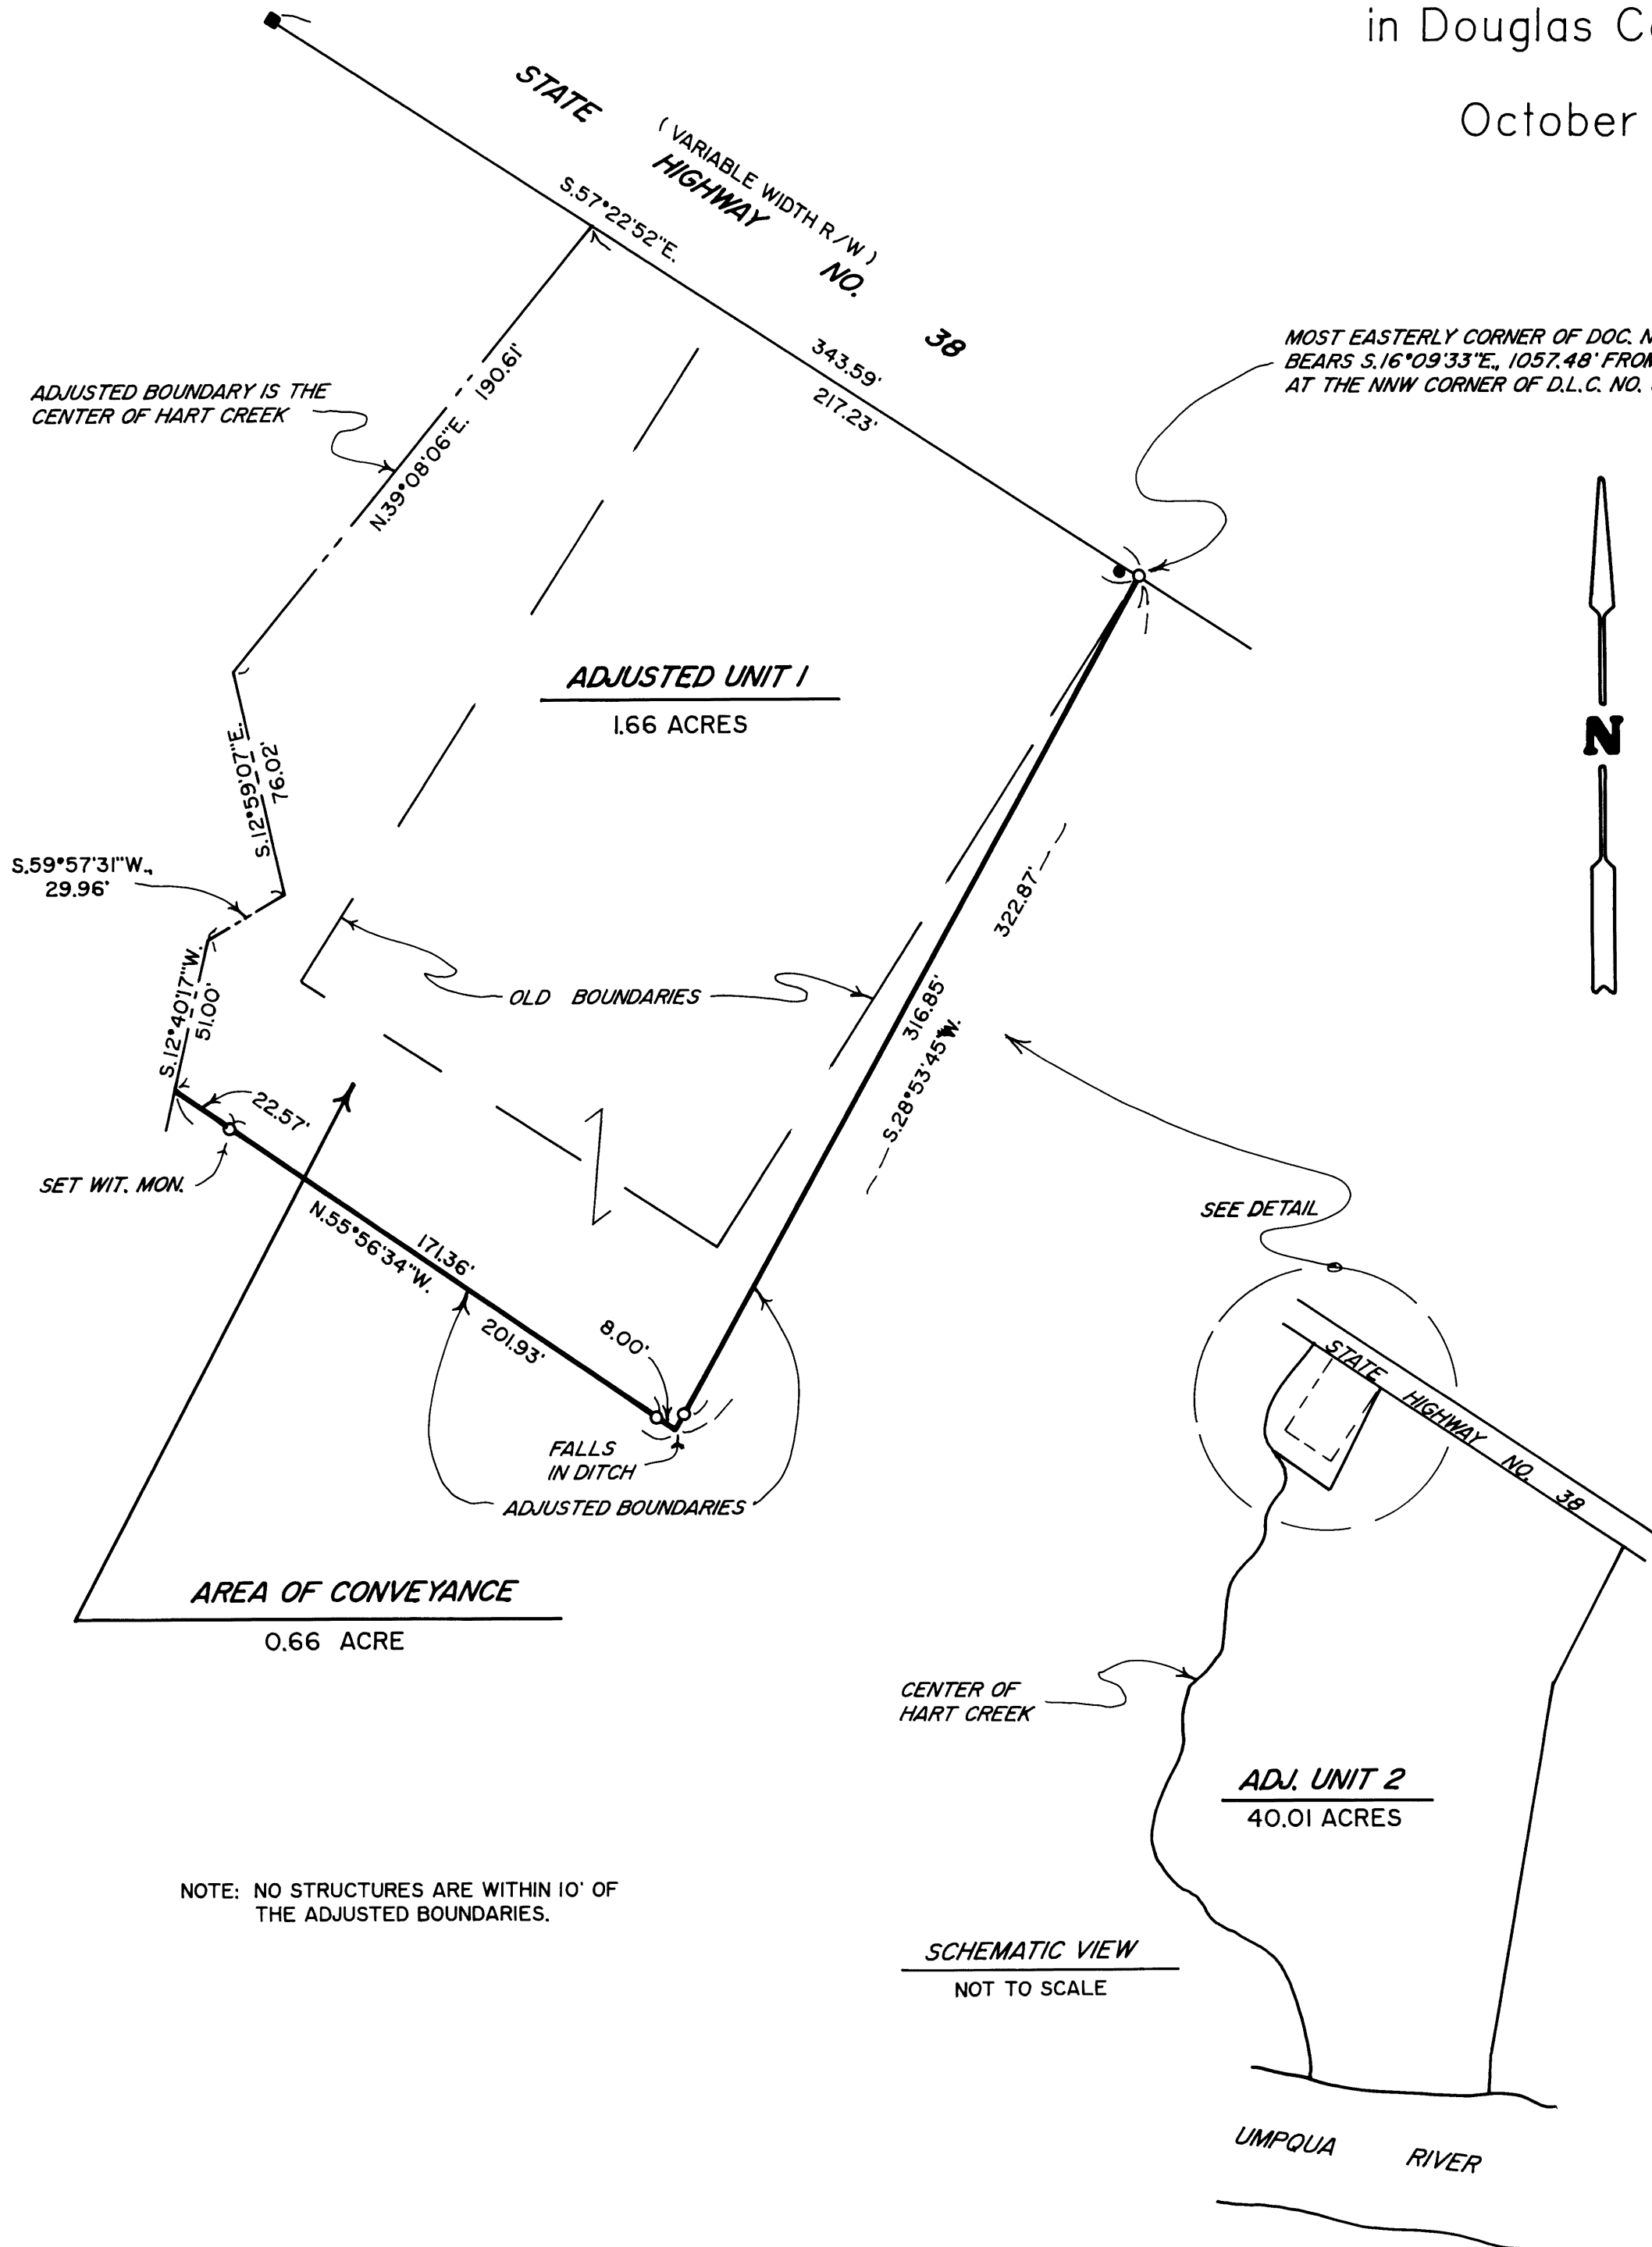 in Douglas C
October
STATE
( VARIABLE WIDTH R/W )
HIGHWAY
NO.
38
S.57°22'52"E.
343.59'
217.23'
MOST EASTERLY CORNER OF DOC. N
BEARS S.16°09'33"E., 1057.48' FROM
AT THE NNW CORNER OF D.L.C. NO.
ADJUSTED BOUNDARY IS THE
CENTER OF HART CREEK
N.39°08'06"E. 190.61'
ADJUSTED UNIT 1
1.66 ACRES
N
S.12°59'07"E.
76.02'
S.59°57'31"W.,
29.96'
322.87'
OLD BOUNDARIES
316.85'
S.28°53'45"W.
S.12°40'17"W.
51.00'
22.57'
SET WIT. MON.
SEE DETAIL
N.55°56'34"W.
171.36'
201.93'
8.00'
FALLS
IN DITCH
ADJUSTED BOUNDARIES
STATE HIGHWAY NO. 38
AREA OF CONVEYANCE
0.66 ACRE
CENTER OF
HART CREEK
ADJ. UNIT 2
40.01 ACRES
NOTE: NO STRUCTURES ARE WITHIN 10' OF
THE ADJUSTED BOUNDARIES.
SCHEMATIC VIEW
NOT TO SCALE
UMPQUA RIVER